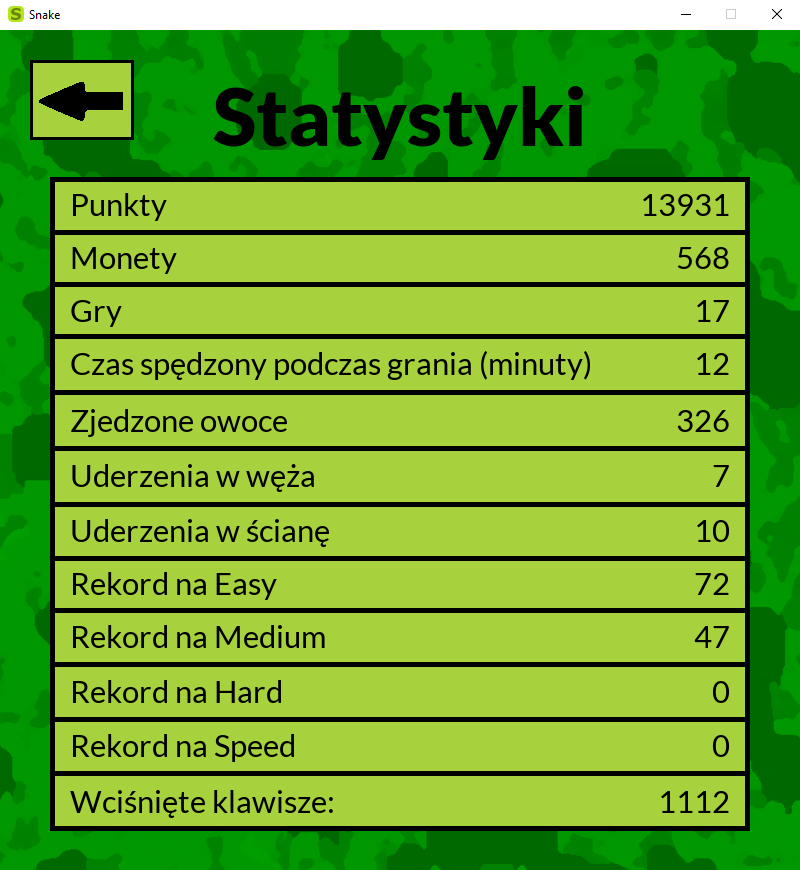 Snake
Statystyki
Punkty 13931
Monety 568
Gry 17
Czas spędzony podczas grania (minuty) 12
Zjedzone owoce 326
Uderzenia w węża 7
Uderzenia w ścianę 10
Rekord na Easy 72
Rekord na Medium 47
Rekord na Hard 0
Rekord na Speed 0
Wciśnięte klawisze: 1112